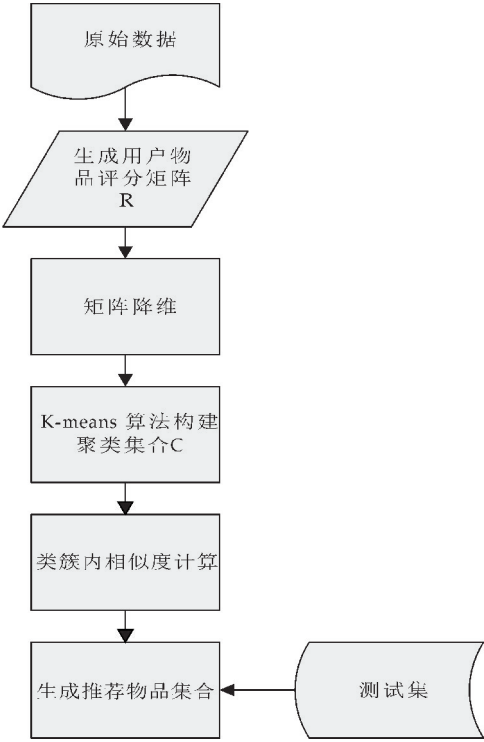 原始数据
生成用户物
品评分矩阵
R
矩阵降维
K-means 算法构建
聚类集合C
类簇内相似度计算
生成推荐物品集合
测试集